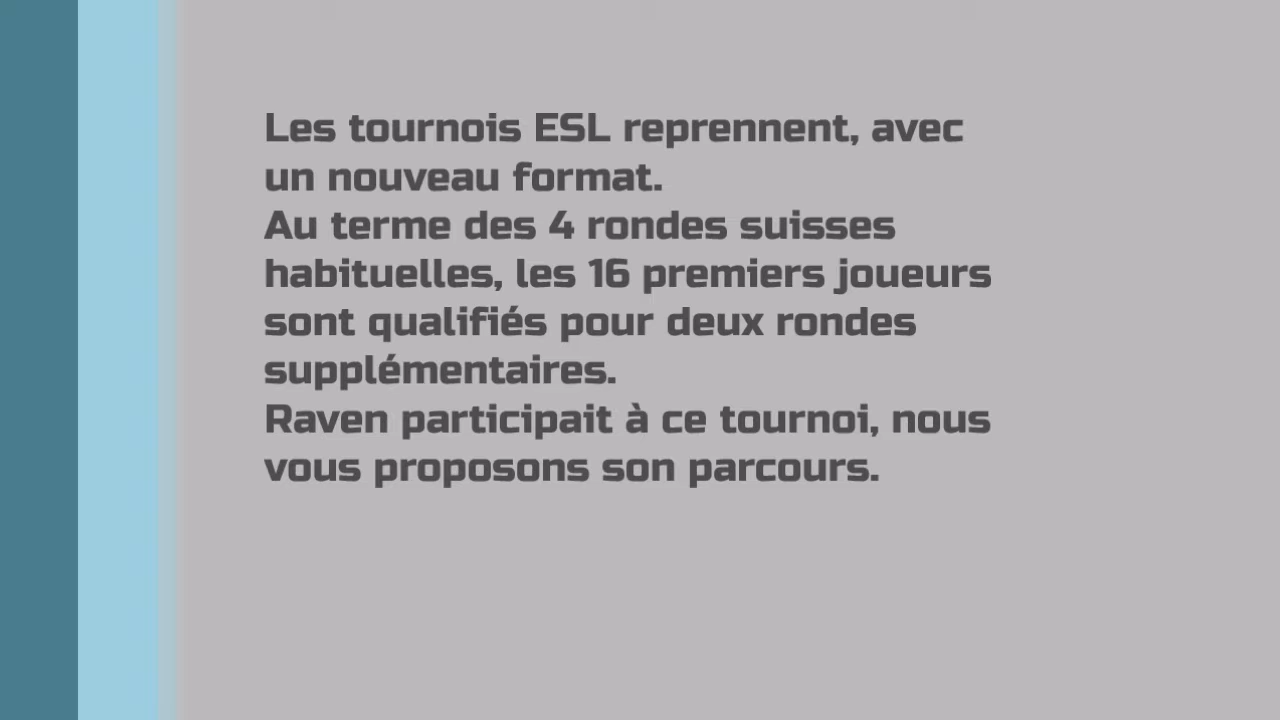 Les tournois ESL reprennent, avec
un nouveau format.
Au terme des 4 rondes suisses
habituelles, les 16 premiers joueurs
sont qualifiés pour deux rondes
supplémentaires.
Raven participait à ce tournoi, nous
vous proposons son parcours.